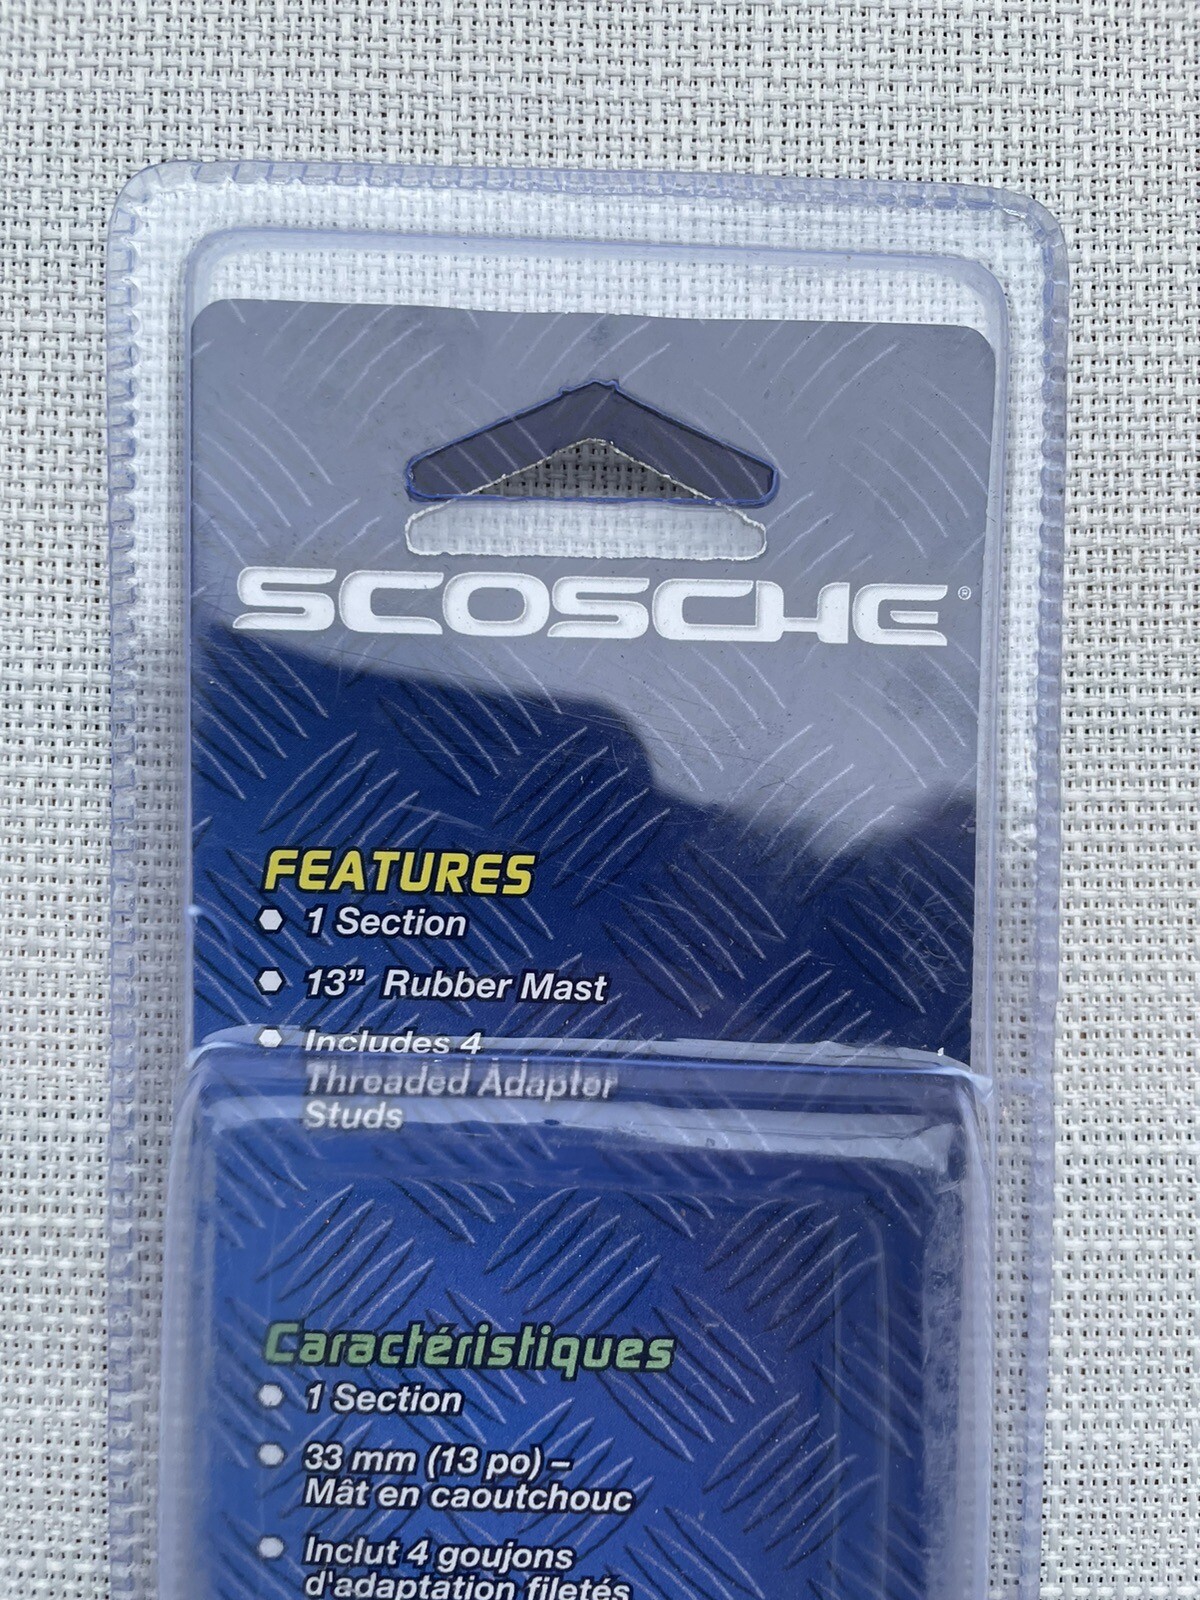 SCOSCHE®
FEATURES
1 Section
13” Rubber Mast
Includes 4
Threaded Adapter
Studs
Caractéristiques
1 Section
33 mm (13 po) –
Mât en caoutchouc
Inclut 4 goujons
d'adaptation filetés